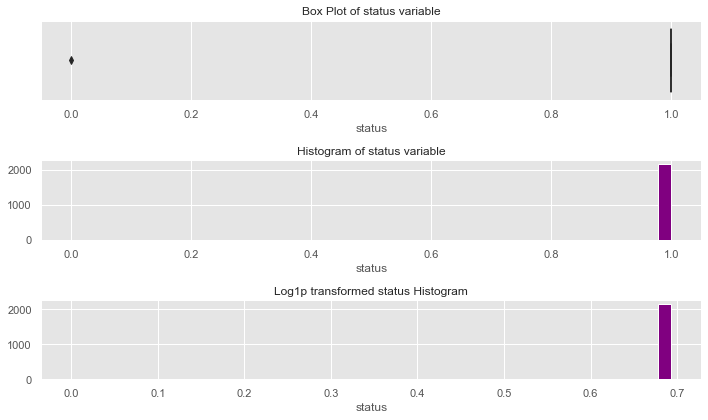 Box Plot of status variable
0.0 0.2 0.4 0.6 0.8 1.0
status
Histogram of status variable
2000
1000
0
0.0 0.2 0.4 0.6 0.8 1.0
status
Log1p transformed status Histogram
2000
1000
0
0.0 0.1 0.2 0.3 0.4 0.5 0.6 0.7
status